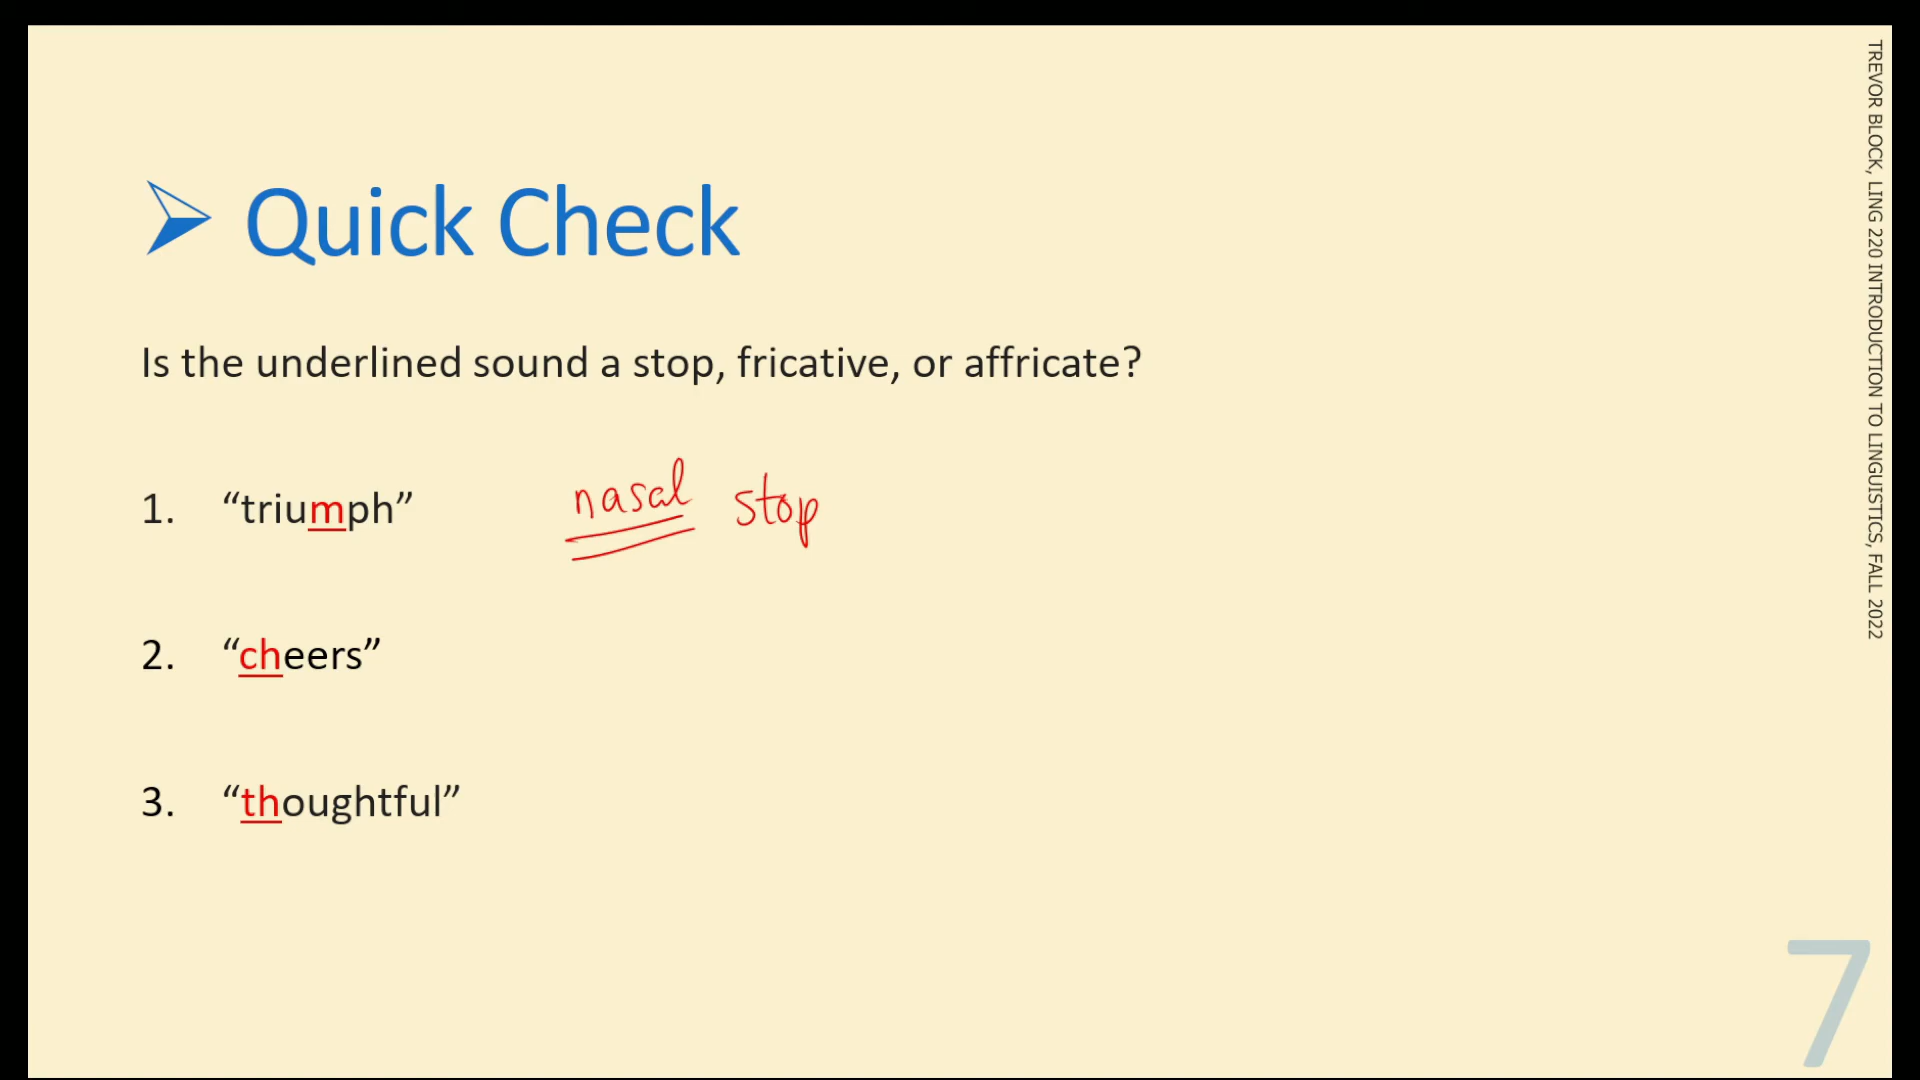 Quick Check
Is the underlined sound a stop, fricative, or affricate?
1. “triumph” nasal stop
2. “cheers”
3. “thoughtful”
TREVOR BLOCK, LING 220 INTRODUCTION TO LINGUISTICS, FALL 2022
7